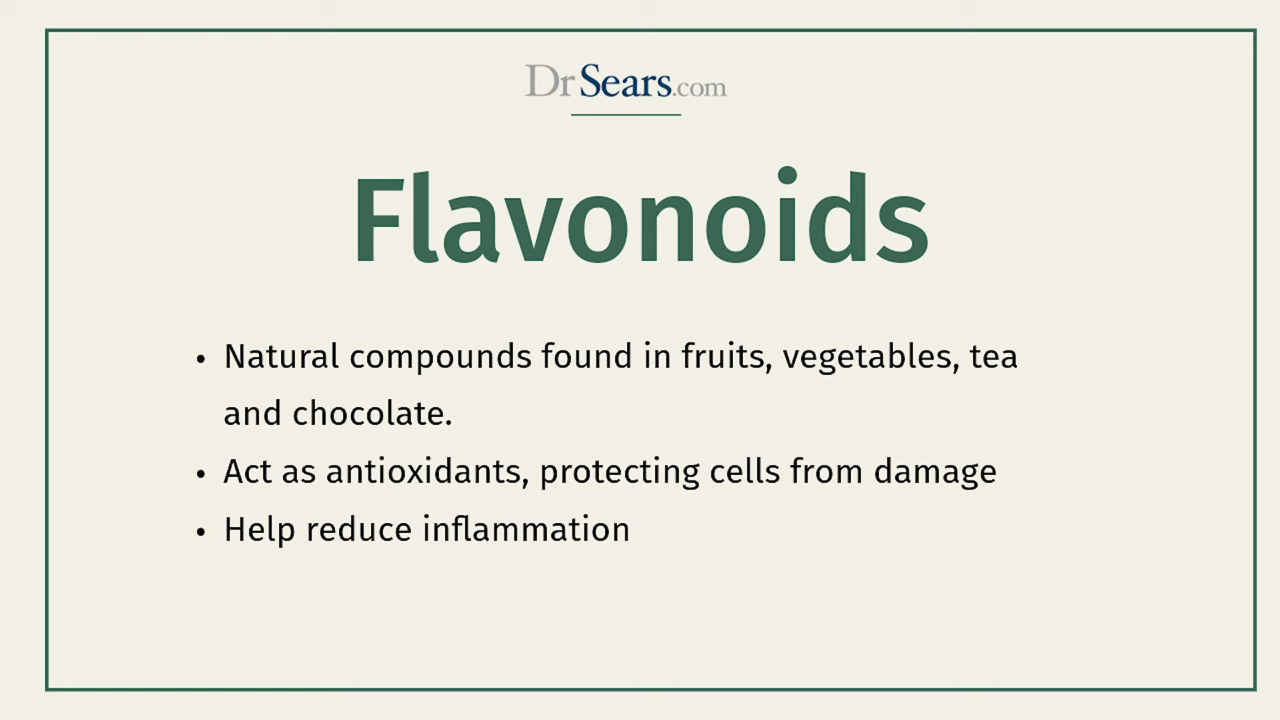 DrSears.com
Flavonoids
• Natural compounds found in fruits, vegetables, tea
and chocolate.
• Act as antioxidants, protecting cells from damage
• Help reduce inflammation